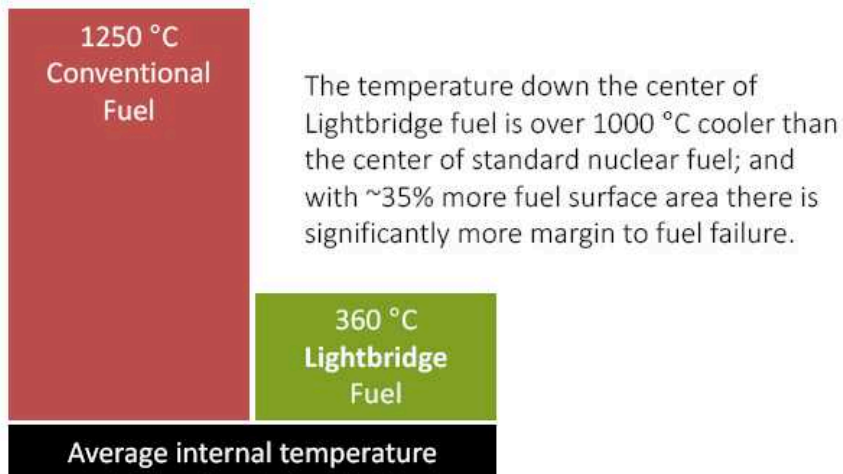 1250 °C
Conventional
Fuel
The temperature down the center of
Lightbridge fuel is over 1000 °C cooler than
the center of standard nuclear fuel; and
with ~35% more fuel surface area there is
significantly more margin to fuel failure.
360 °C
Lightbridge
Fuel
Average internal temperature